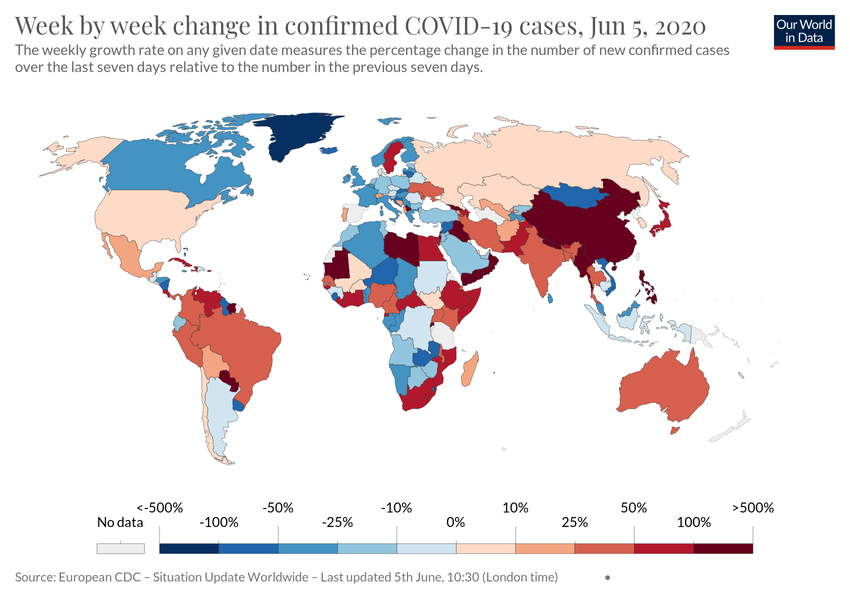 Week by week change in confirmed COVID-19 cases, Jun 5, 2020
Our World
in Data
The weekly growth rate on any given date measures the percentage change in the number of new confirmed cases
over the last seven days relative to the number in the previous seven days.
<-500% -50% -10% 10% 50% >500%
No data -100% -25% 0% 25% 100%
Source: European CDC – Situation Update Worldwide – Last updated 5th June, 10:30 (London time)